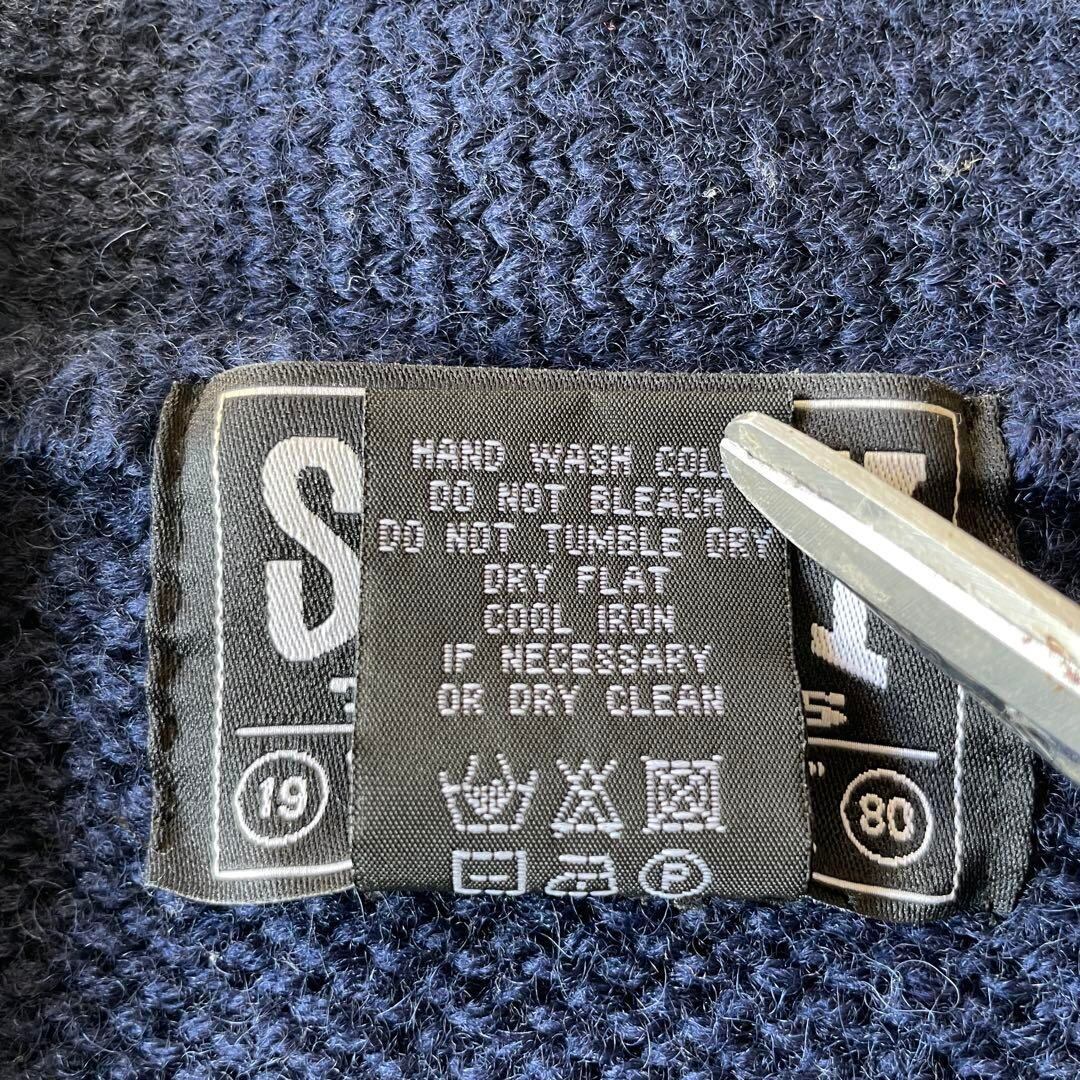 HAND WASH COLD
DO NOT BLEACH
DO NOT TUMBLE DRY
DRY FLAT
COOL IRON
IF NECESSARY
OR DRY CLEAN
P
S
19
80